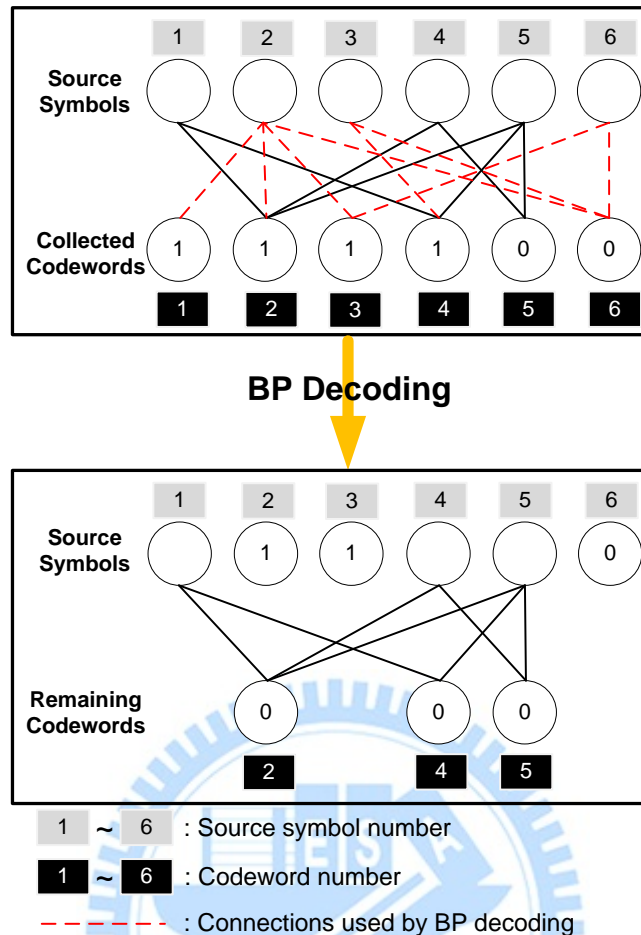 1 2 3 4 5 6
Source
Symbols
Collected
Codewords
1 1 1 1 0 0
1 2 3 4 5 6
BP Decoding
1 2 3 4 5 6
Source
Symbols
1 1 0
Remaining
Codewords
0 0 0
2 4 5
1 ~ 6 : Source symbol number
1 ~ 6 : Codeword number
: Connections used by BP decoding